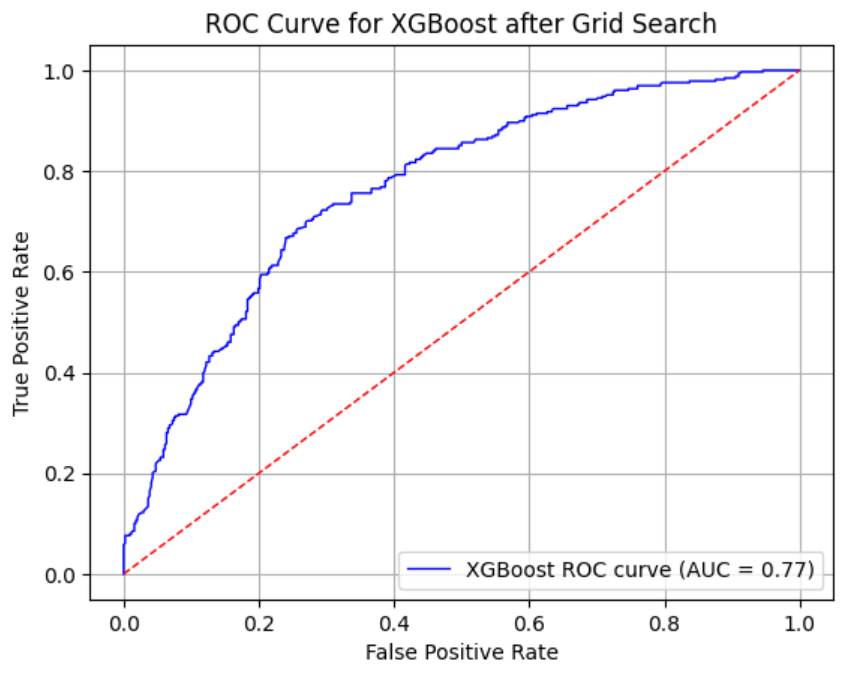 ROC Curve for XGBoost after Grid Search
1.0
0.8
0.6
0.4
0.2
0.0
True Positive Rate
XGBoost ROC curve (AUC = 0.77)
0.0 0.2 0.4 0.6 0.8 1.0
False Positive Rate